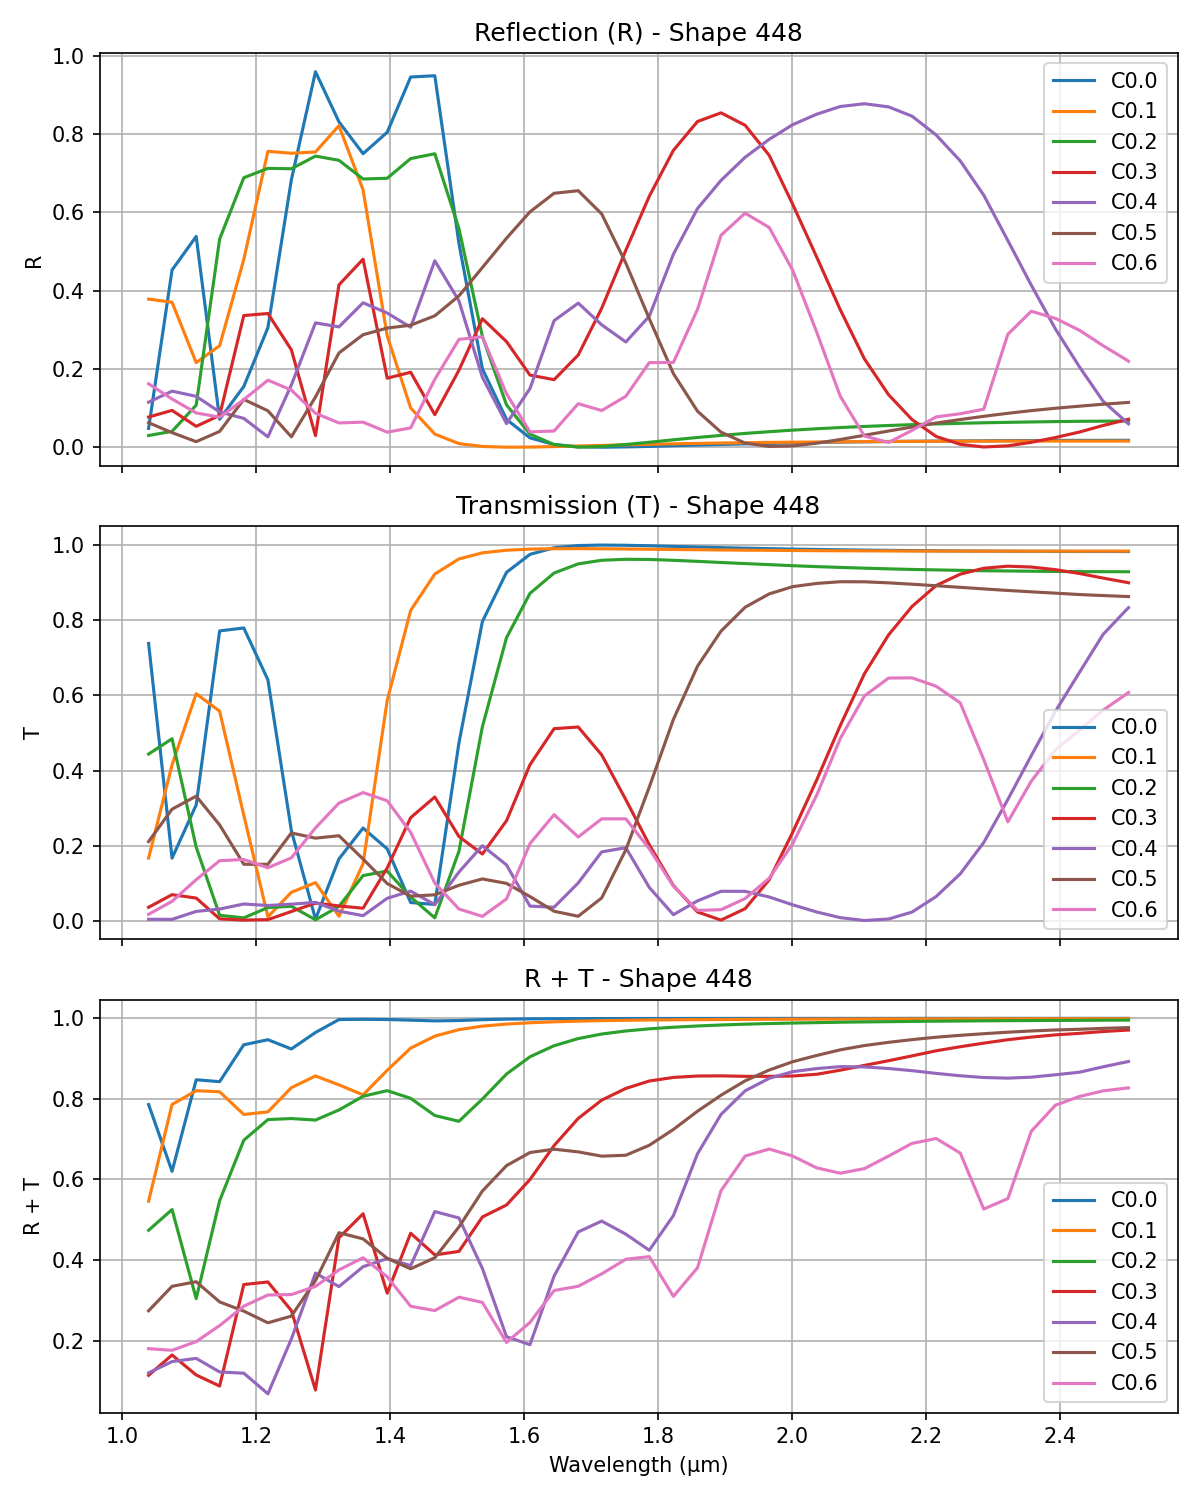 Reflection (R) - Shape 448
1.0
0.8
0.6
0.4
0.2
0.0
R
C0.0
C0.1
C0.2
C0.3
C0.4
C0.5
C0.6
Transmission (T) - Shape 448
1.0
0.8
0.6
0.4
0.2
0.0
T
C0.0
C0.1
C0.2
C0.3
C0.4
C0.5
C0.6
R + T - Shape 448
1.0
0.8
0.6
0.4
0.2
R + T
C0.0
C0.1
C0.2
C0.3
C0.4
C0.5
C0.6
1.0 1.2 1.4 1.6 1.8 2.0 2.2 2.4
Wavelength (μm)